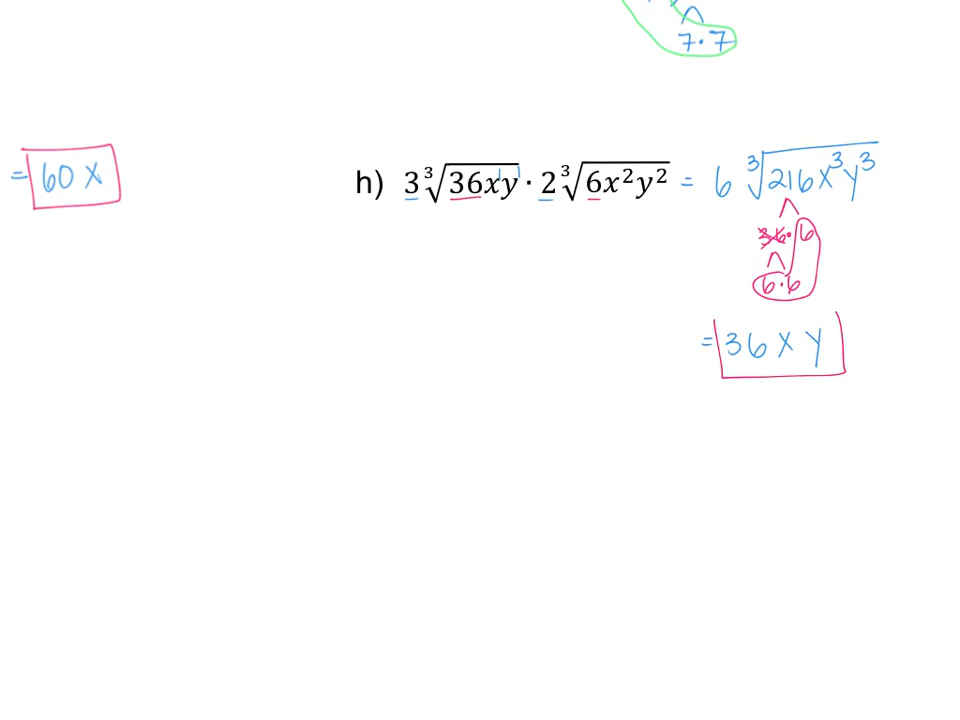 7·7
= 60 x
h) 3∛(36xy) · 2∛(6x²y²) = 6 ∛(216x³y³)
36·6
6·6
= 36 x y